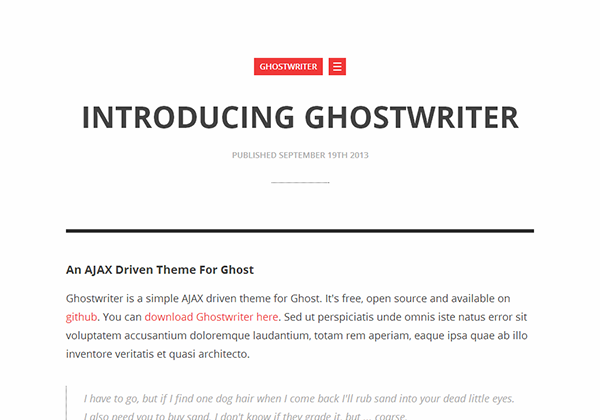 GHOSTWRITER
INTRODUCING GHOSTWRITER
PUBLISHED SEPTEMBER 19TH 2013
An AJAX Driven Theme For Ghost
Ghostwriter is a simple AJAX driven theme for Ghost. It's free, open source and available on
github. You can download Ghostwriter here. Sed ut perspiciatis unde omnis iste natus error sit
voluptatem accusantium doloremque laudantium, totam rem aperiam, eaque ipsa quae ab illo
inventore veritatis et quasi architecto.
I have to go, but if I find one dog hair when I come back I'll rub sand into your dead little eyes.
I also need you to buy sand. I don't know if they grade it, but ... coarse.